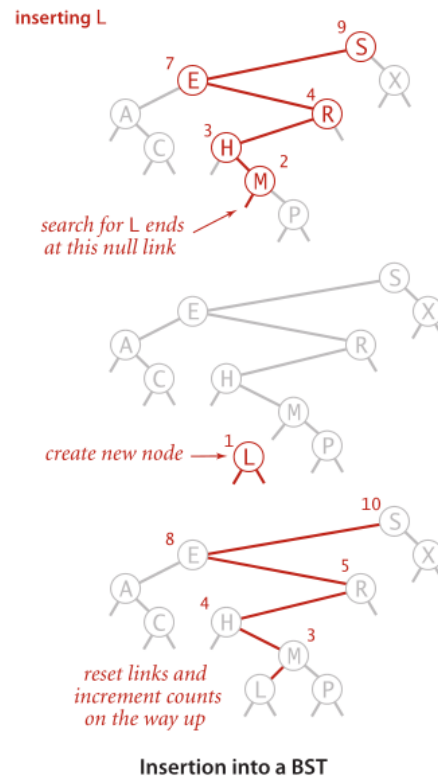 inserting L
9
S
7
E
X
4
A
R
3
C
H
2
M
P
search for L ends
at this null link
S
E
X
A
R
C
H
M
P
1
create new node
L
10
S
8
E
X
5
A
R
4
C
H
3
M
reset links and
L
P
increment counts
on the way up
Insertion into a BST